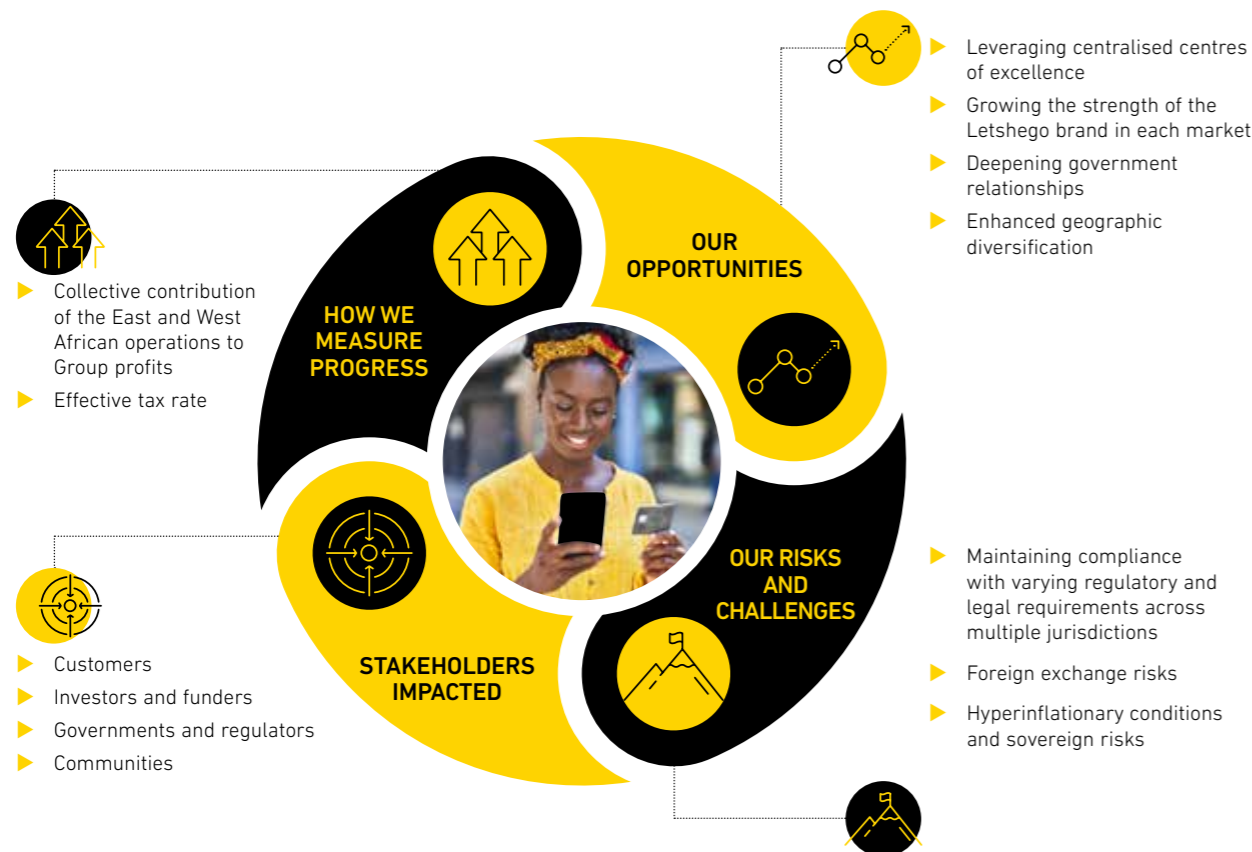 Leveraging centralised centres
of excellence
Growing the strength of the
Letshego brand in each market
Deepening government
relationships
Enhanced geographic
diversification
OUR
OPPORTUNITIES
HOW WE
MEASURE
PROGRESS
Collective contribution
of the East and West
African operations to
Group profits
Effective tax rate
OUR RISKS
AND
CHALLENGES
Maintaining compliance
with varying regulatory and
legal requirements across
multiple jurisdictions
Foreign exchange risks
Hyperinflationary conditions
and sovereign risks
STAKEHOLDERS
IMPACTED
Customers
Investors and funders
Governments and regulators
Communities